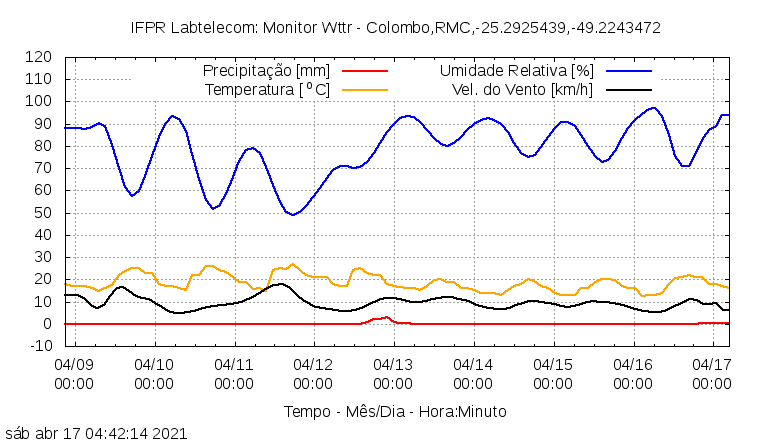 IFPR Labtelecom: Monitor Wttr - Colombo,RMC,-25.2925439,-49.2243472
Precipitação [mm]
Temperatura [ ⁰C]
Umidade Relativa [%]
Vel. do Vento [km/h]
120
110
100
90
80
70
60
50
40
30
20
10
0
-10
04/09 04/10 04/11 04/12 04/13 04/14 04/15 04/16 04/17
00:00 00:00 00:00 00:00 00:00 00:00 00:00 00:00 00:00
Tempo - Mês/Dia - Hora:Minuto
sáb abr 17 04:42:14 2021